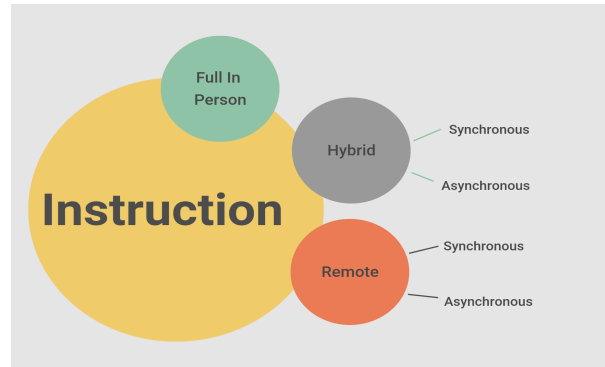 Full In
Person
Hybrid
Synchronous
Asynchronous
Instruction
Remote
Synchronous
Asynchronous